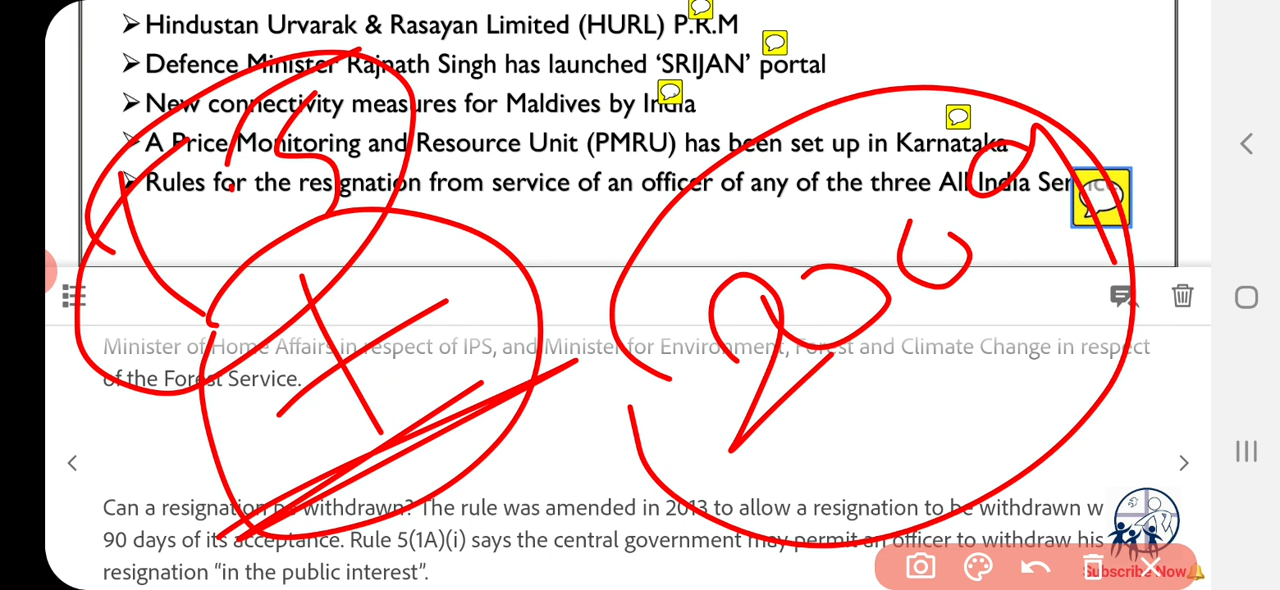 ➤ Hindustan Urvarak & Rasayan Limited (HURL) P.R.M
➤ Defence Minister Rajnath Singh has launched ‘SRIJAN’ portal
➤ New connectivity measures for Maldives by India
➤ A Price Monitoring and Resource Unit (PMRU) has been set up in Karnataka
➤ Rules for the resignation from service of an officer of any of the three All India
Minister of Home Affairs in respect of IPS, and Minister for Environment, Forest and Climate Change in respect
of the Forest Service.
Can a resignation be withdrawn? The rule was amended in 2013 to allow a resignation to be withdrawn w
90 days of its acceptance. Rule 5(1A)(i) says the central government may permit an officer to withdraw his
resignation “in the public interest”.
Subscribe Now